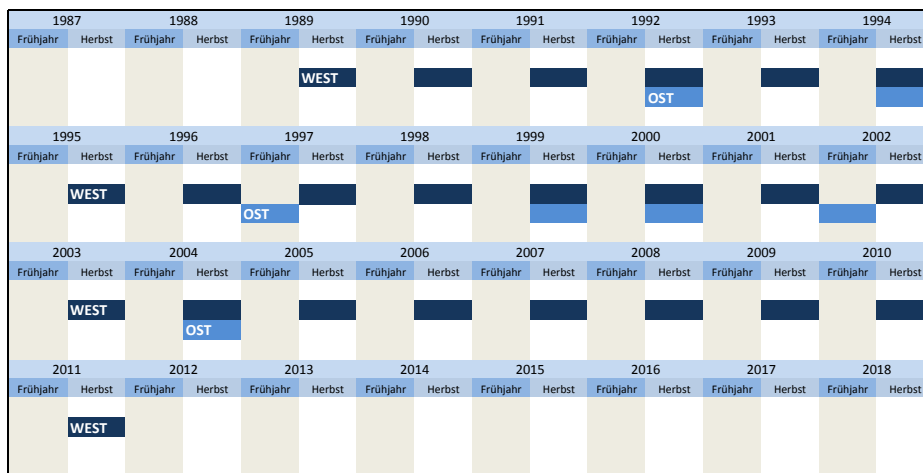 1987 1988 1989 1990 1991 1992 1993 1994
Frühjahr Herbst Frühjahr Herbst Frühjahr Herbst Frühjahr Herbst Frühjahr Herbst Frühjahr Herbst Frühjahr Herbst Frühjahr Herbst
WEST
OST
1995 1996 1997 1998 1999 2000 2001 2002
Frühjahr Herbst Frühjahr Herbst Frühjahr Herbst Frühjahr Herbst Frühjahr Herbst Frühjahr Herbst Frühjahr Herbst Frühjahr Herbst
WEST
OST
2003 2004 2005 2006 2007 2008 2009 2010
Frühjahr Herbst Frühjahr Herbst Frühjahr Herbst Frühjahr Herbst Frühjahr Herbst Frühjahr Herbst Frühjahr Herbst Frühjahr Herbst
WEST
OST
2011 2012 2013 2014 2015 2016 2017 2018
Frühjahr Herbst Frühjahr Herbst Frühjahr Herbst Frühjahr Herbst Frühjahr Herbst Frühjahr Herbst Frühjahr Herbst Frühjahr Herbst
WEST